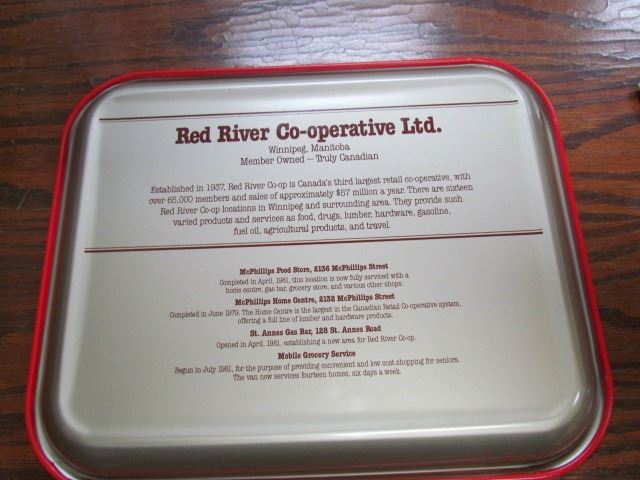 Red River Co-operative Ltd.
Winnipeg, Manitoba
Member Owned — Truly Canadian
Established in 1937, Red River Co-op is Canada's third largest retail co-operative, with
over 65,000 members and sales of approximately $87 million a year. There are sixteen
Red River Co-op locations in Winnipeg and surrounding area. They provide such
varied products and services as food, drugs, lumber, hardware, gasoline,
fuel oil, agricultural products, and travel.
McPhillips Food Store, 2136 McPhillips Street
Completed in April, 1981, this location is now fully serviced with a
home centre, gas bar, grocery store, and various other shops.
McPhillips Home Centre, 2132 McPhillips Street
Completed in June 1979. The Home Centre is the largest in the Canadian Retail Co-operative system,
offering a full line of lumber and hardware products.
St. Annes Gas Bar, 128 St. Annes Road
Opened in April, 1981, establishing a new area for Red River Co-op.
Mobile Grocery Service
Begun in July 1981, for the purpose of providing convenient and low cost shopping for seniors.
The van now services fourteen homes, six days a week.